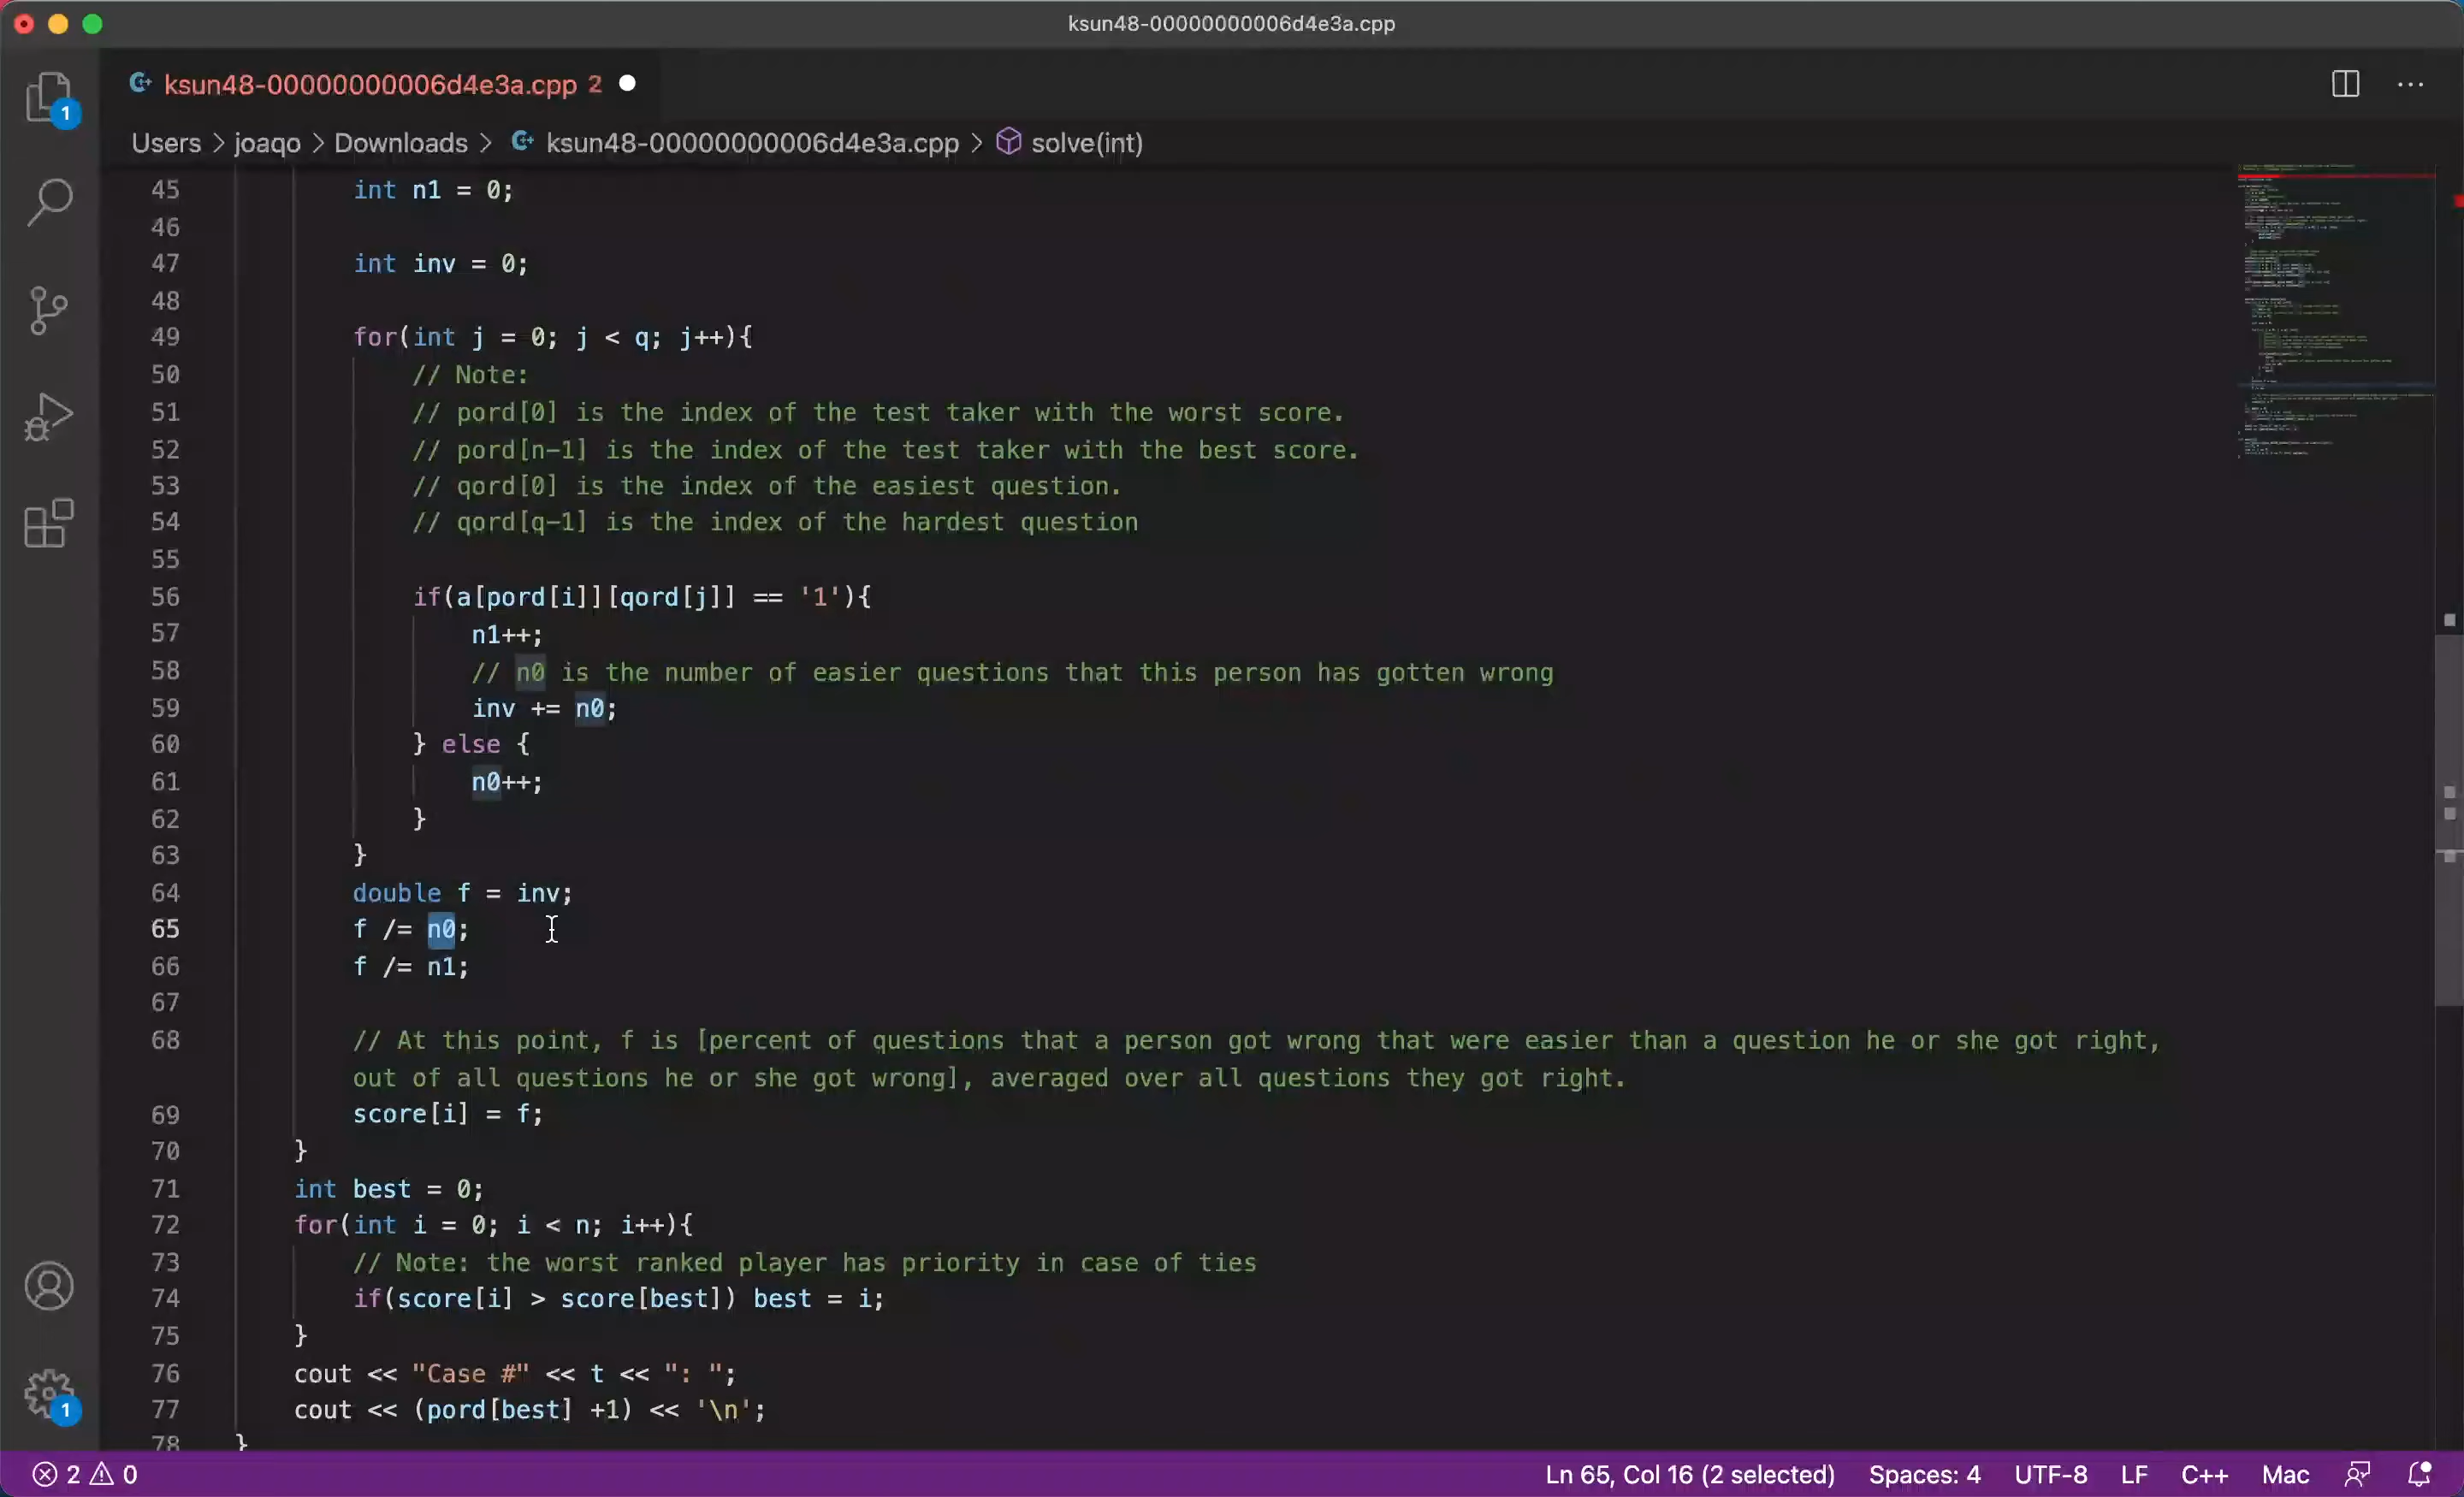 ksun48-00000000006d4e3a.cpp
ksun48-00000000006d4e3a.cpp 2
1
Users > joaqo > Downloads > ksun48-00000000006d4e3a.cpp > solve(int)
45 int n1 = 0;
46
47 int inv = 0;
48
49 for(int j = 0; j < q; j++){
50 // Note:
51 // pord[0] is the index of the test taker with the worst score.
52 // pord[n-1] is the index of the test taker with the best score.
53 // qord[0] is the index of the easiest question.
54 // qord[q-1] is the index of the hardest question
55
56 if(a[pord[i]][qord[j]] == '1'){
57 n1++;
58 // n0 is the number of easier questions that this person has gotten wrong
59 inv += n0;
60 } else {
61 n0++;
62 }
63 }
64 double f = inv;
65 f /= n0;
66 f /= n1;
67
68 // At this point, f is [percent of questions that a person got wrong that were easier than a question he or she got right,
out of all questions he or she got wrong], averaged over all questions they got right.
69 score[i] = f;
70 }
71 int best = 0;
72 for(int i = 0; i < n; i++){
73 // Note: the worst ranked player has priority in case of ties
74 if(score[i] > score[best]) best = i;
75 }
76 cout << "Case #" << t << ": ";
77 cout << (pord[best] +1) << '\n';
78 }
1
2 0 Ln 65, Col 16 (2 selected) Spaces: 4 UTF-8 LF C++ Mac